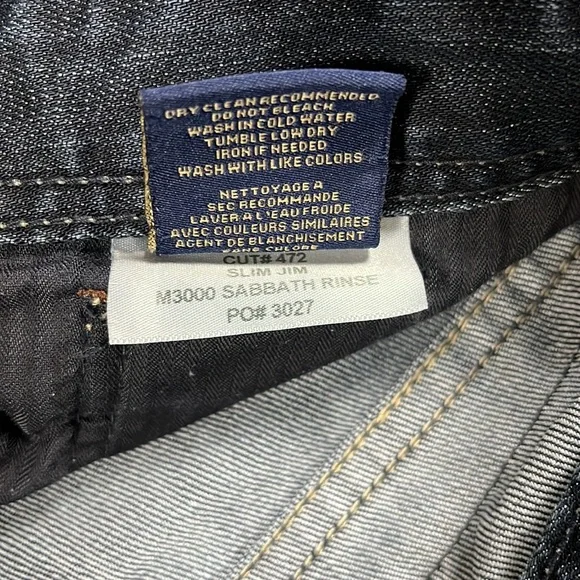 DRY CLEAN RECOMMENDED
DO NOT BLEACH
WASH IN COLD WATER
TUMBLE LOW DRY
IRON IF NEEDED
WASH WITH LIKE COLORS
NETTOYAGE A
SEC RECOMMANDE
LAVER A L'EAU FROIDE
AVEC COULEURS SIMILAIRES
AGENT DE BLANCHISEMENT
SANS CHLORE
CUT# 472
SLIM JIM
M3000 SABBATH RINSE
PO# 3027